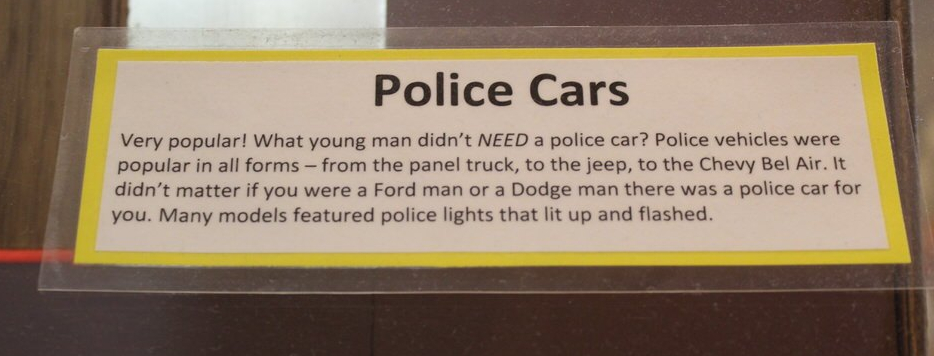 Police Cars
Very popular! What young man didn't NEED a police car? Police vehicles were
popular in all forms – from the panel truck, to the jeep, to the Chevy Bel Air. It
didn't matter if you were a Ford man or a Dodge man there was a police car for
you. Many models featured police lights that lit up and flashed.